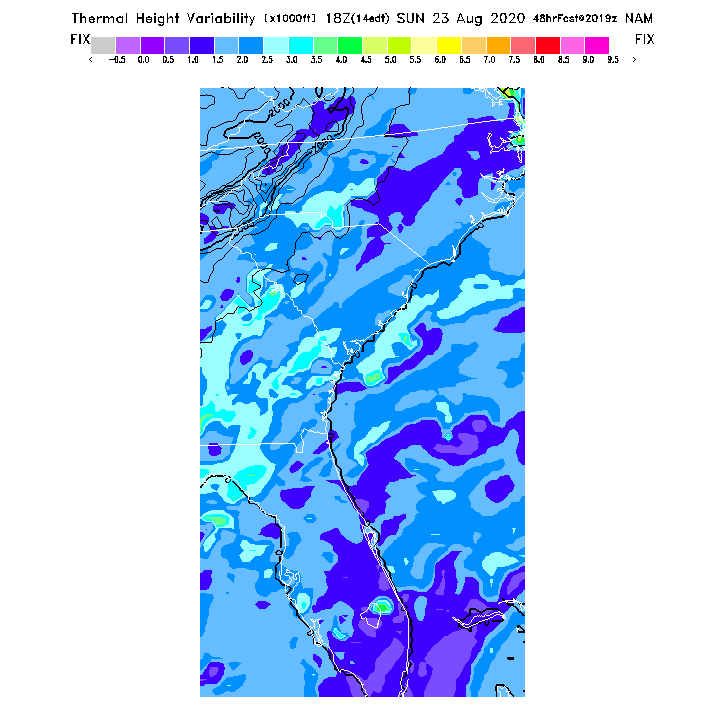 Thermal Height Variability [x1000ft] 18Z(14edt) SUN 23 Aug 2020 48hrFcst@2019z NAM
FIX FIX
< -0.5 0.0 0.5 1.0 1.5 2.0 2.5 3.0 3.5 4.0 4.5 5.0 5.5 6.0 6.5 7.0 7.5 8.0 8.5 9.0 9.5 >
2000